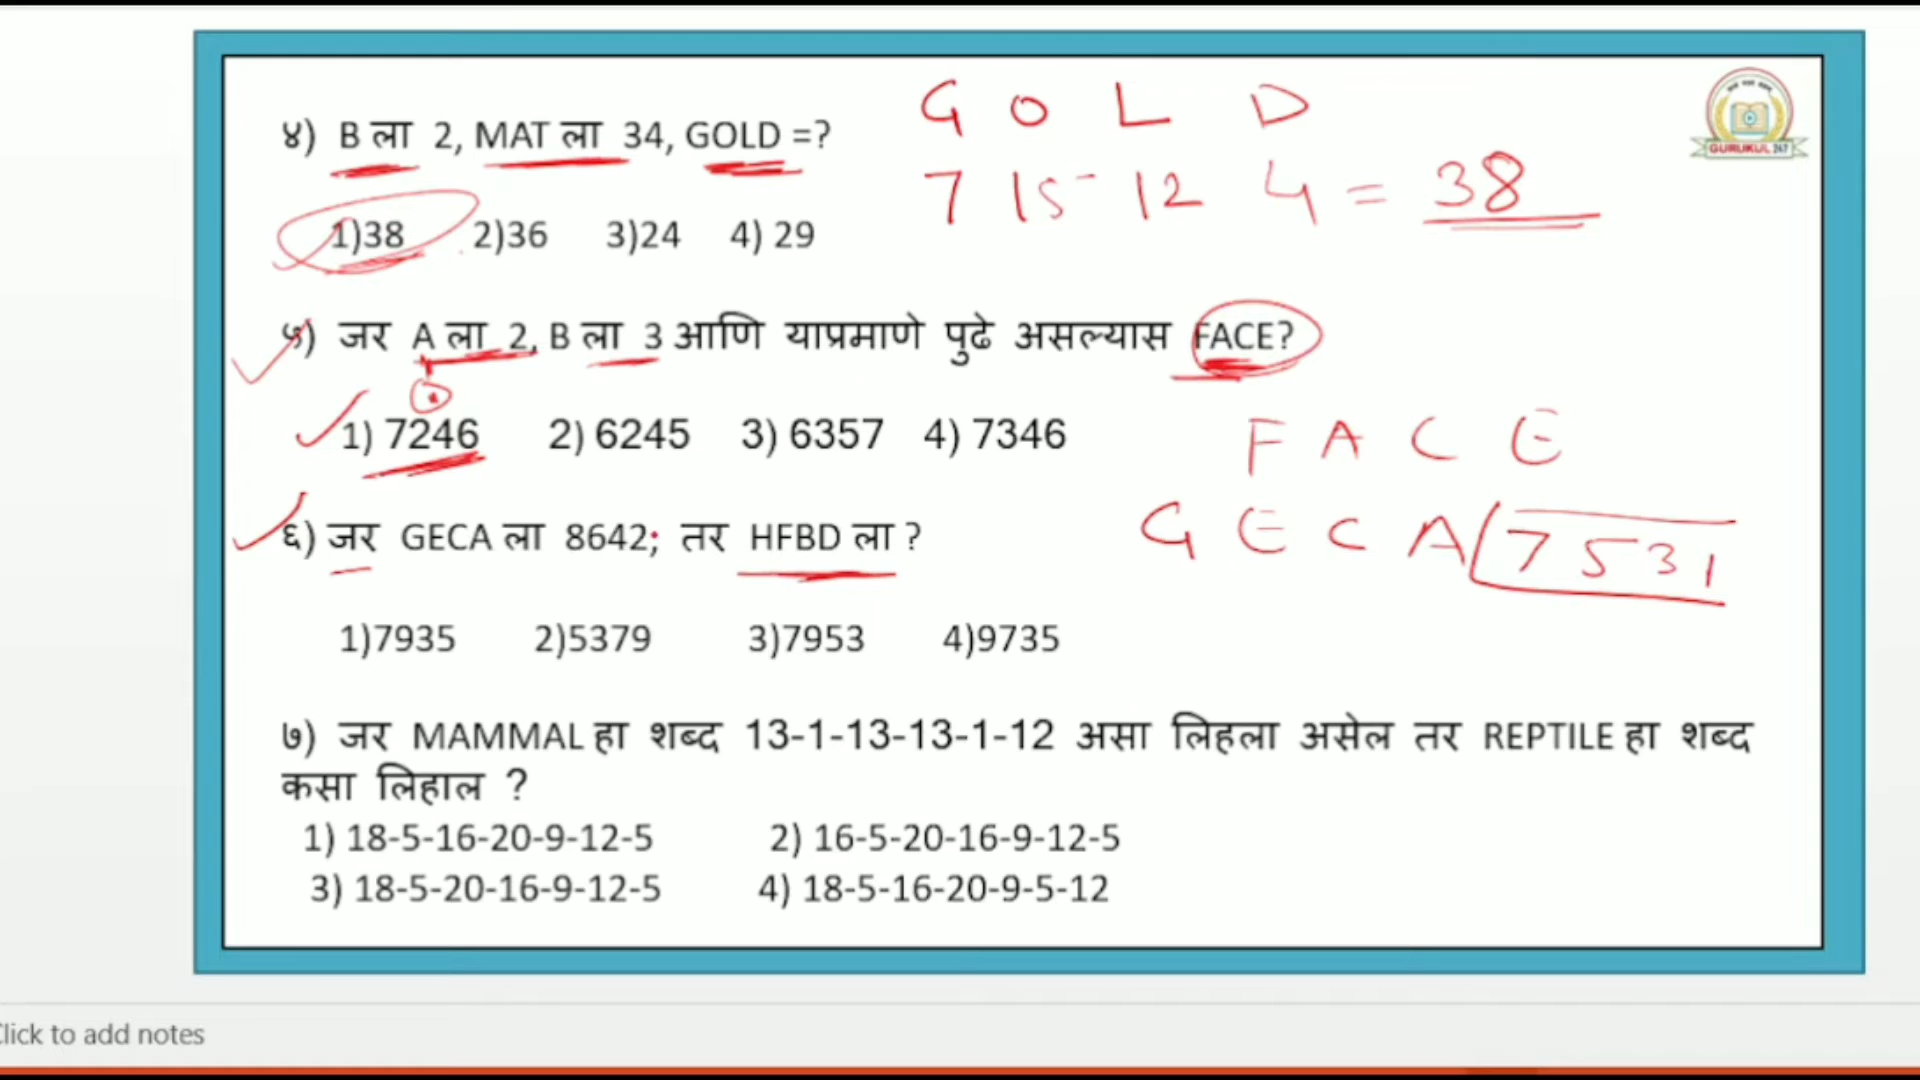 G O L D
४) B ला 2, MAT ला 34, GOLD =?
7 15 12 4 = 38
1)38 2)36 3)24 4) 29
GURUKUL 24x7
५) जर A ला 2, B ला 3 आणि याप्रमाणे पुढे असल्यास FACE?
1) 7246 2) 6245 3) 6357 4) 7346
F A C E
६) जर GECA ला 8642; तर HFBD ला ?
G E C A 7 5 3 1
1)7935 2)5379 3)7953 4)9735
७) जर MAMMAL हा शब्द 13-1-13-13-1-12 असा लिहला असेल तर REPTILE हा शब्द
कसा लिहाल ?
1) 18-5-16-20-9-12-5 2) 16-5-20-16-9-12-5
3) 18-5-20-16-9-12-5 4) 18-5-16-20-9-5-12
Click to add notes